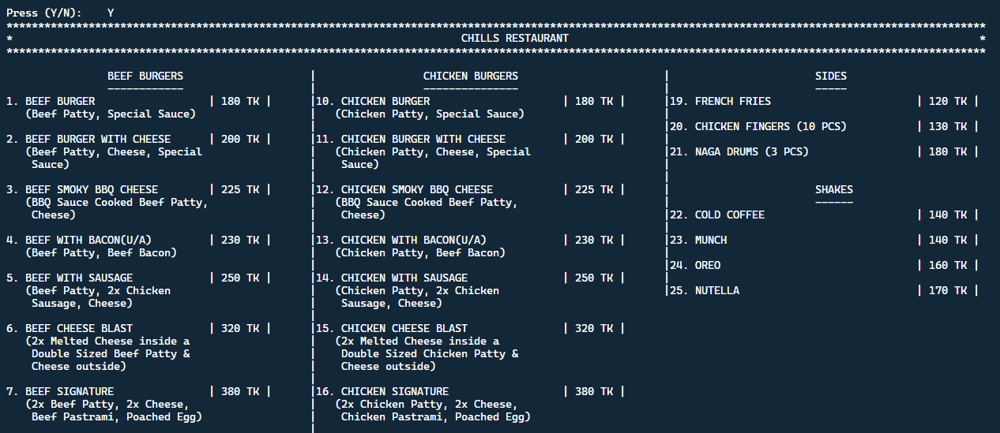 Press (Y/N):    Y
***********************************************************************************************************************************************************
*                                                                       CHILLS RESTAURANT                                                                 *
***********************************************************************************************************************************************************
                BEEF BURGERS                    |                 CHICKEN BURGERS                       |                       SIDES
                ------------                    |                 ---------------                       |                       -----
1. BEEF BURGER                  | 180 TK |      |10. CHICKEN BURGER                     | 180 TK |      |19. FRENCH FRIES                       | 120 TK |
   (Beef Patty, Special Sauce)                  |   (Chicken Patty, Special Sauce)                      |
                                                |                                                       |20. CHICKEN FINGERS (10 PCS)           | 130 TK |
2. BEEF BURGER WITH CHEESE      | 200 TK |      |11. CHICKEN BURGER WITH CHEESE         | 200 TK |      |
   (Beef Patty, Cheese, Special                 |   (Chicken Patty, Cheese, Special                     |21. NAGA DRUMS (3 PCS)                 | 180 TK |
    Sauce)                                      |    Sauce)                                             |
                                                |                                                       |
3. BEEF SMOKY BBQ CHEESE        | 225 TK |      |12. CHICKEN SMOKY BBQ CHEESE           | 225 TK |      |                       SHAKES
   (BBQ Sauce Cooked Beef Patty,                |   (BBQ Sauce Cooked Beef Patty,                       |                       ------
    Cheese)                                     |    Cheese)                                            |22. COLD COFFEE                        | 140 TK |
                                                |                                                       |
4. BEEF WITH BACON(U/A)         | 230 TK |      |13. CHICKEN WITH BACON(U/A)            | 230 TK |      |23. MUNCH                              | 140 TK |
   (Beef Patty, Beef Bacon)                     |   (Chicken Patty, Beef Bacon)                         |
                                                |                                                       |24. OREO                               | 160 TK |
5. BEEF WITH SAUSAGE            | 250 TK |      |14. CHICKEN WITH SAUSAGE               | 250 TK |      |
   (Beef Patty, 2x Chicken                      |   (Chicken Patty, 2x Chicken                          |25. NUTELLA                            | 170 TK |
    Sausage, Cheese)                            |    Sausage, Cheese)
                                                |
6. BEEF CHEESE BLAST            | 320 TK |      |15. CHICKEN CHEESE BLAST               | 320 TK |
   (2x Melted Cheese inside a                   |   (2x Melted Cheese inside a
    Double Sized Beef Patty &                   |    Double Sized Chicken Patty &
    Cheese outside)                             |    Cheese outside)
                                                |
7. BEEF SIGNATURE               | 380 TK |      |16. CHICKEN SIGNATURE                  | 380 TK |
   (2x Beef Patty, 2x Cheese,                   |   (2x Chicken Patty, 2x Cheese,
    Beef Pastrami, Poached Egg)                 |    Chicken Pastrami, Poached Egg)